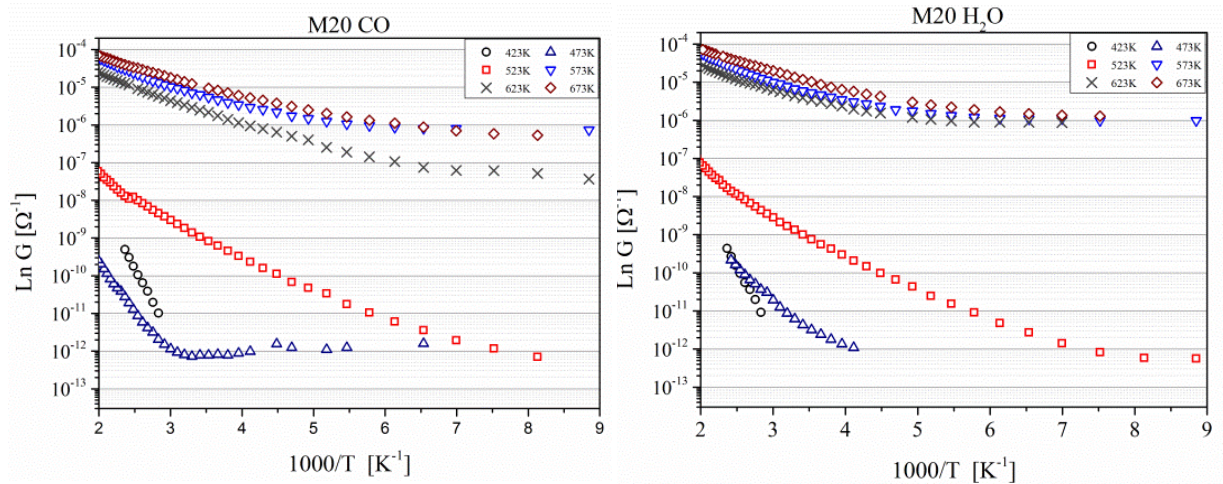 M20 CO
10⁻⁴
10⁻⁵
10⁻⁶
10⁻⁷
10⁻⁸
10⁻⁹
10⁻¹⁰
10⁻¹¹
10⁻¹²
10⁻¹³
Ln G [Ω⁻¹]
423K 473K
523K 573K
623K 673K
2 3 4 5 6 7 8 9
1000/T [K⁻¹]
M20 H₂O
10⁻⁴
10⁻⁵
10⁻⁶
10⁻⁷
10⁻⁸
10⁻⁹
10⁻¹⁰
10⁻¹¹
10⁻¹²
10⁻¹³
Ln G [Ω⁻¹]
423K 473K
523K 573K
623K 673K
2 3 4 5 6 7 8 9
1000/T [K⁻¹]